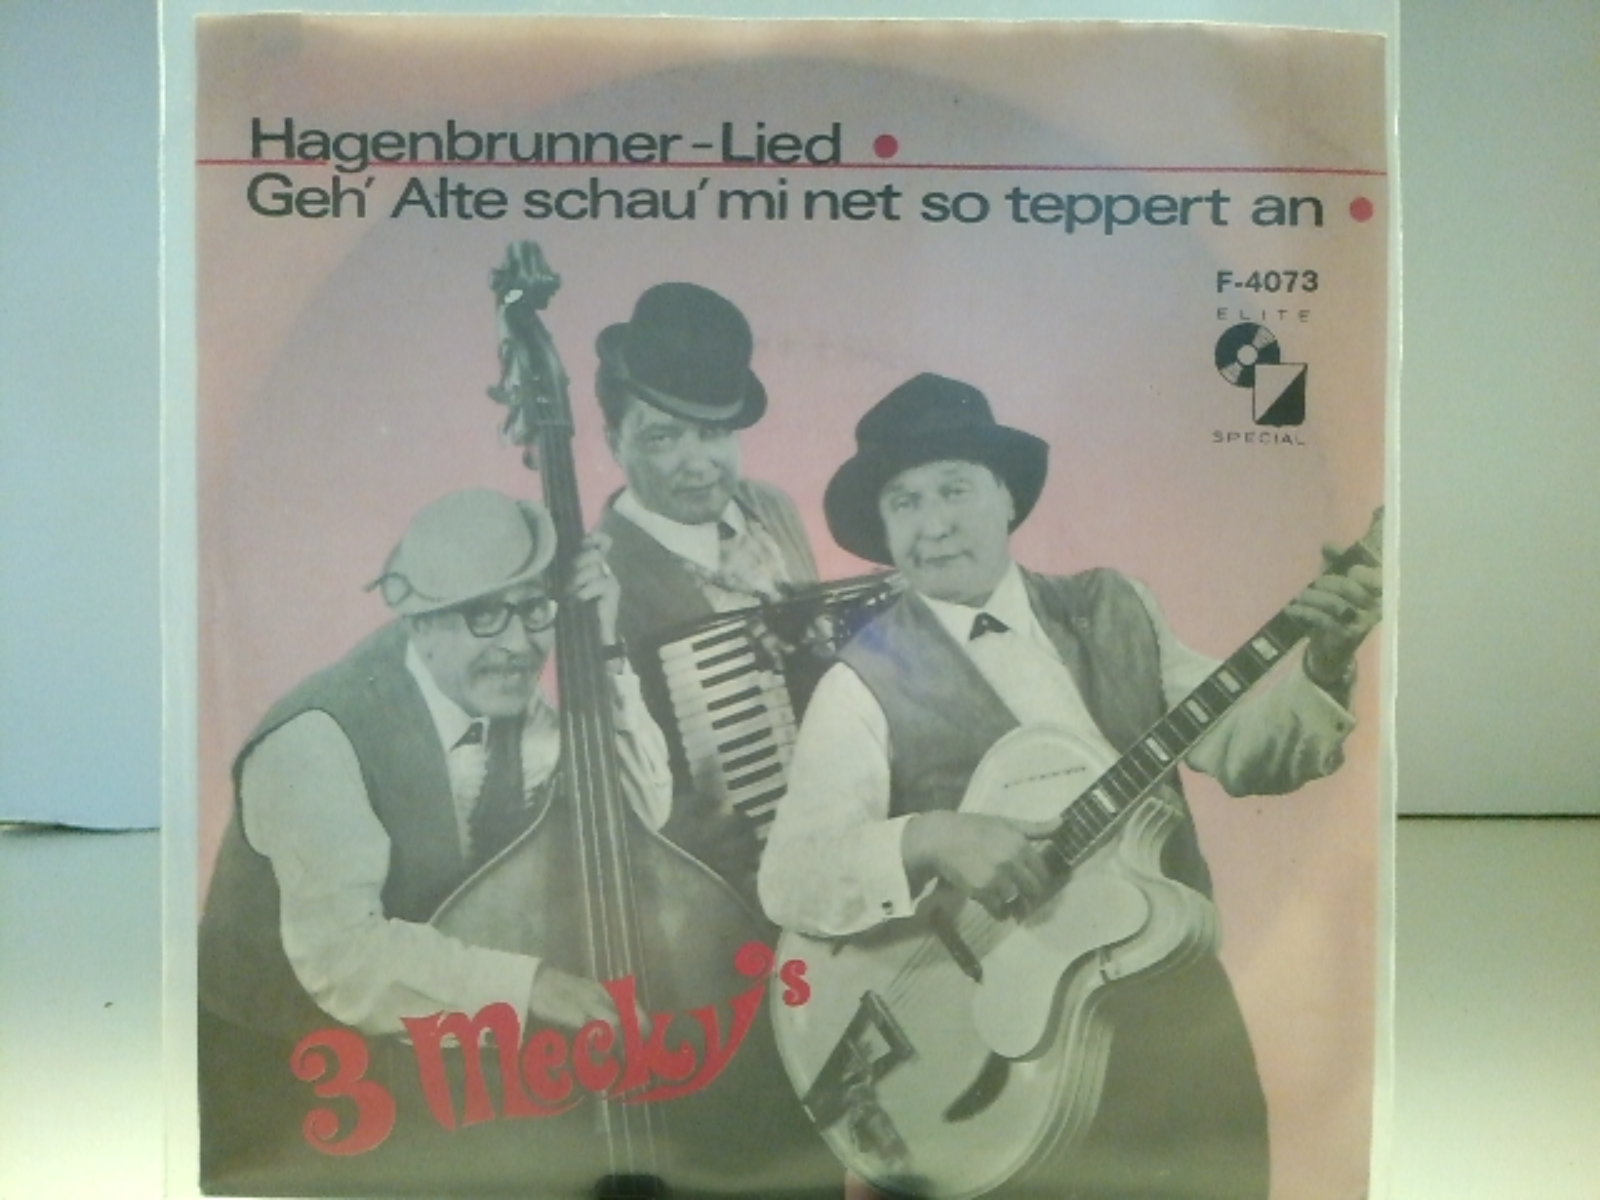 Hagenbrunner-Lied •
Geh' Alte schau' mi net so teppert an •
F-4073
ELITE
SPECIAL
3 Mecky's